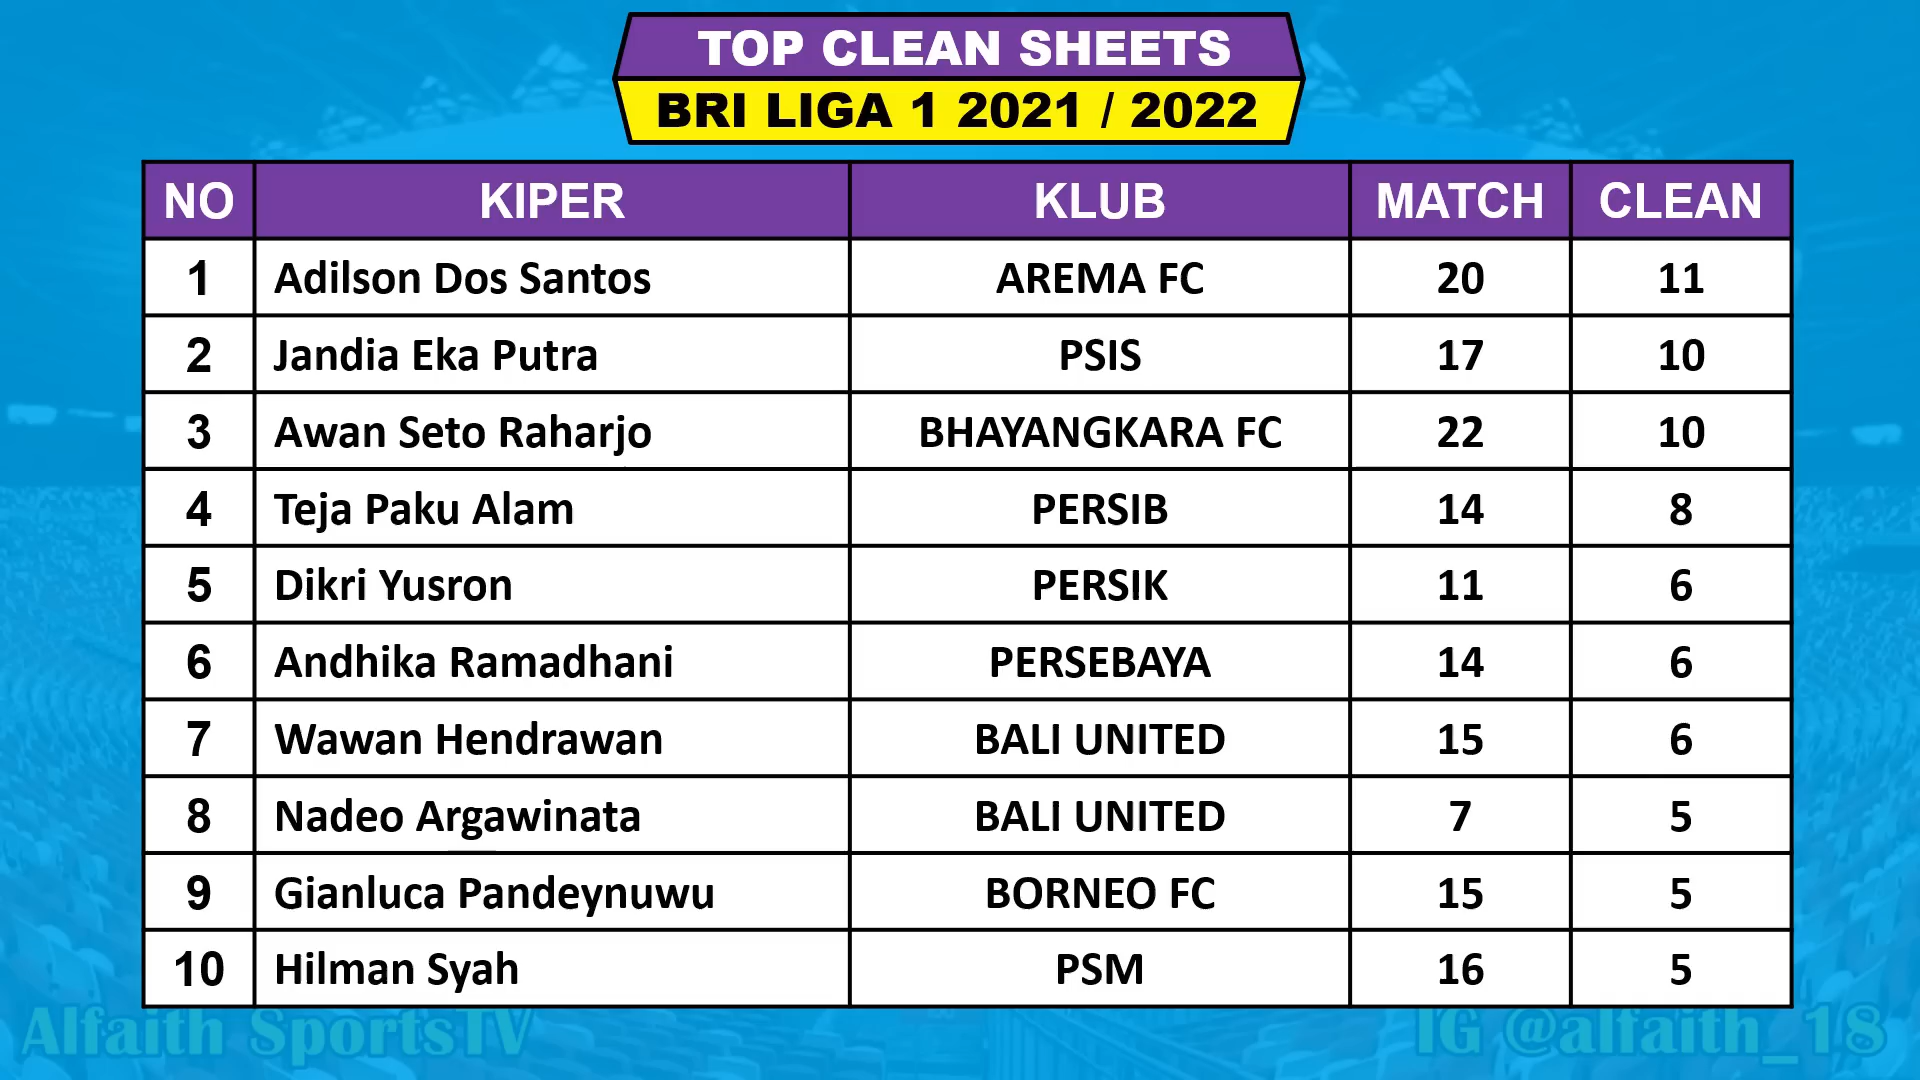 TOP CLEAN SHEETS
BRI LIGA 1 2021 / 2022
NO KIPER KLUB MATCH CLEAN
1 Adilson Dos Santos AREMA FC 20 11
2 Jandia Eka Putra PSIS 17 10
3 Awan Seto Raharjo BHAYANGKARA FC 22 10
4 Teja Paku Alam PERSIB 14 8
5 Dikri Yusron PERSIK 11 6
6 Andhika Ramadhani PERSEBAYA 14 6
7 Wawan Hendrawan BALI UNITED 15 6
8 Nadeo Argawinata BALI UNITED 7 5
9 Gianluca Pandeynuwu BORNEO FC 15 5
10 Hilman Syah PSM 16 5
Alfaith SportsTV IG @alfaith_18